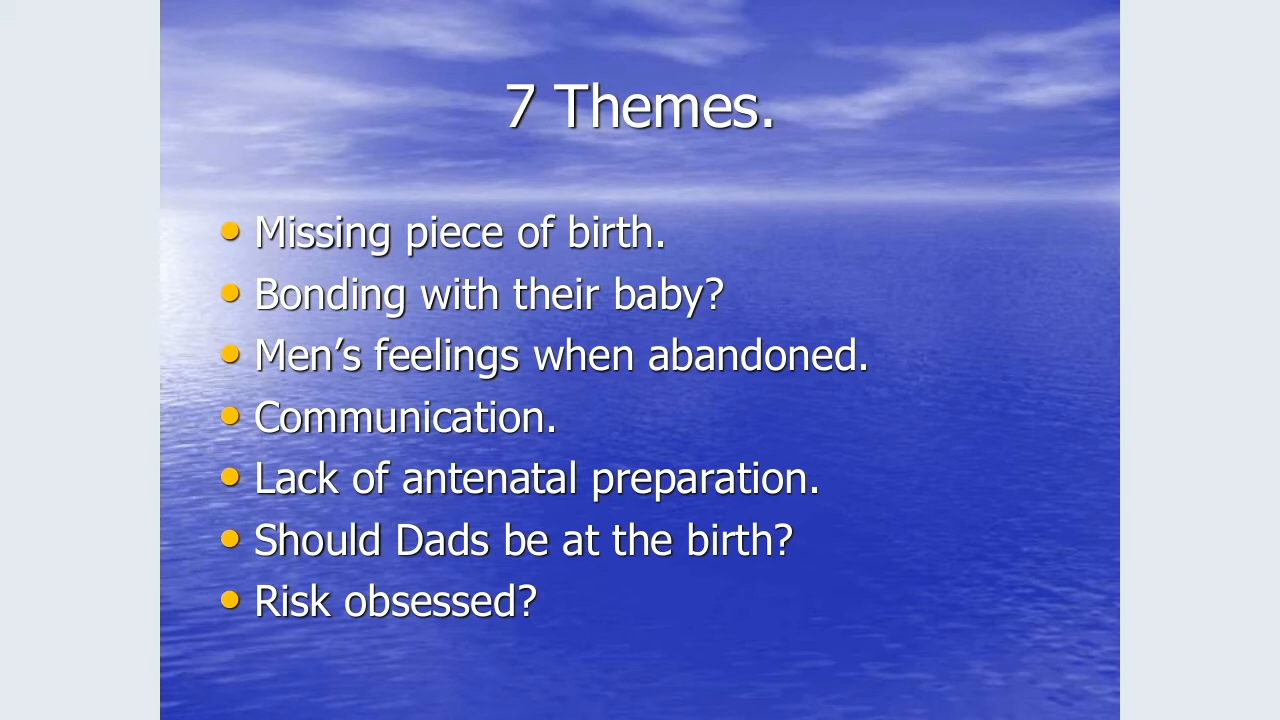 7 Themes.
• Missing piece of birth.
• Bonding with their baby?
• Men’s feelings when abandoned.
• Communication.
• Lack of antenatal preparation.
• Should Dads be at the birth?
• Risk obsessed?